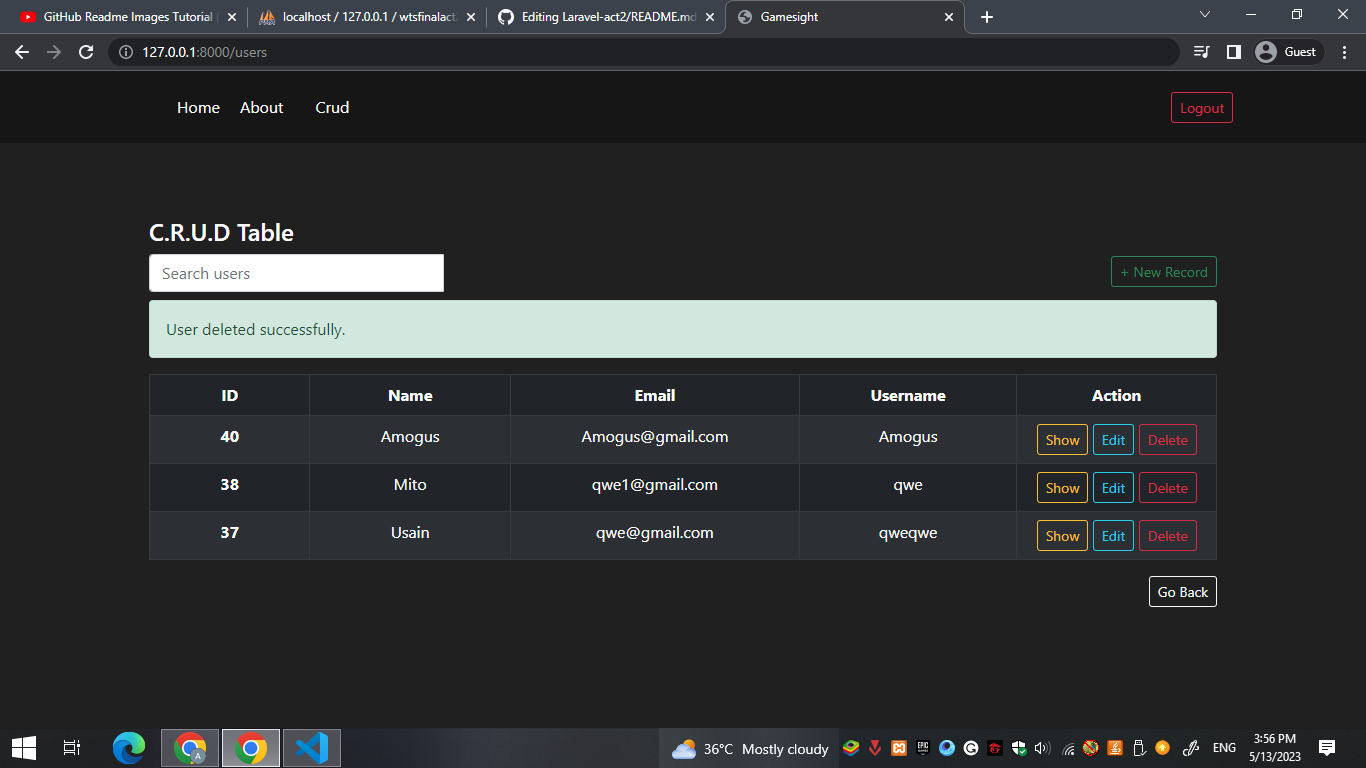 GitHub Readme Images Tutorial
localhost / 127.0.0.1 / wtsfinalact2
Editing Laravel-act2/README.md
Gamesight
127.0.0.1:8000/users
Guest
Home About Crud Logout
C.R.U.D Table
Search users
+ New Record
User deleted successfully.
ID Name Email Username Action
40 Amogus Amogus@gmail.com Amogus Show Edit Delete
38 Mito qwe1@gmail.com qwe Show Edit Delete
37 Usain qwe@gmail.com qweqwe Show Edit Delete
Go Back
36°C Mostly cloudy
ENG
3:56 PM
5/13/2023